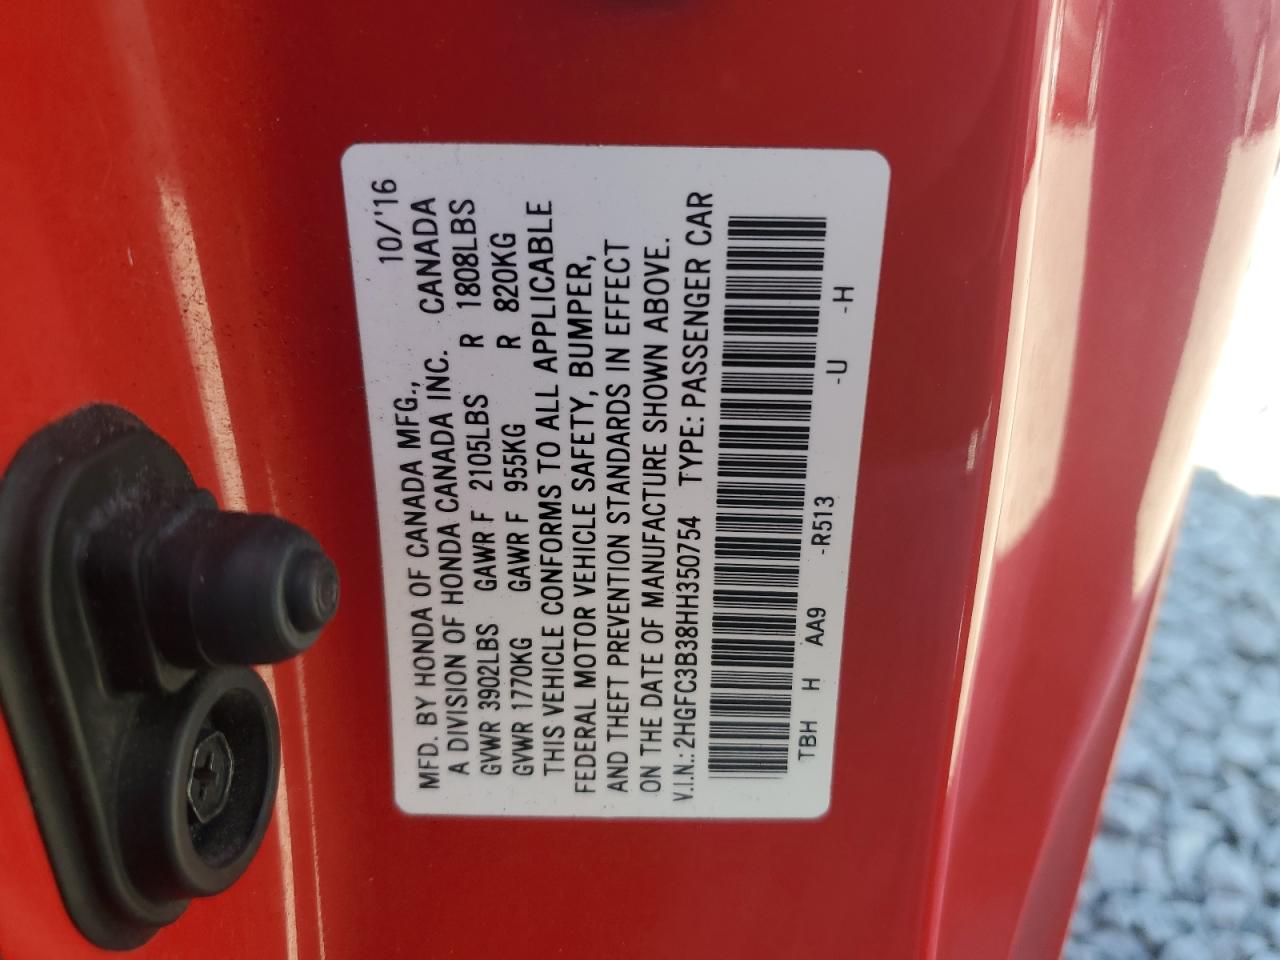 10/'16
MFD. BY HONDA OF CANADA MFG.,
A DIVISION OF HONDA CANADA INC. CANADA
GVWR 3902LBS GAWR F 2105LBS R 1808LBS
GVWR 1770KG GAWR F 955KG R 820KG
THIS VEHICLE CONFORMS TO ALL APPLICABLE
FEDERAL MOTOR VEHICLE SAFETY, BUMPER,
AND THEFT PREVENTION STANDARDS IN EFFECT
ON THE DATE OF MANUFACTURE SHOWN ABOVE.
V.I.N.:2HGFC3B38HH350754 TYPE: PASSENGER CAR
TBH H AA9 -R513 -U -H